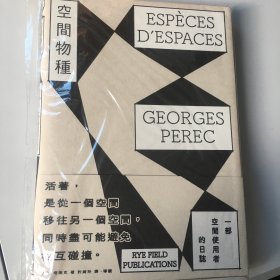 空間物種
ESPÈCES
D'ESPACES
GEORGES
PEREC
活著，
是從一個空間
移往另一個空間，
同時盡可能避免
互碰撞。
一部
空間使用者
的日誌
RYE FIELD
PUBLICATIONS